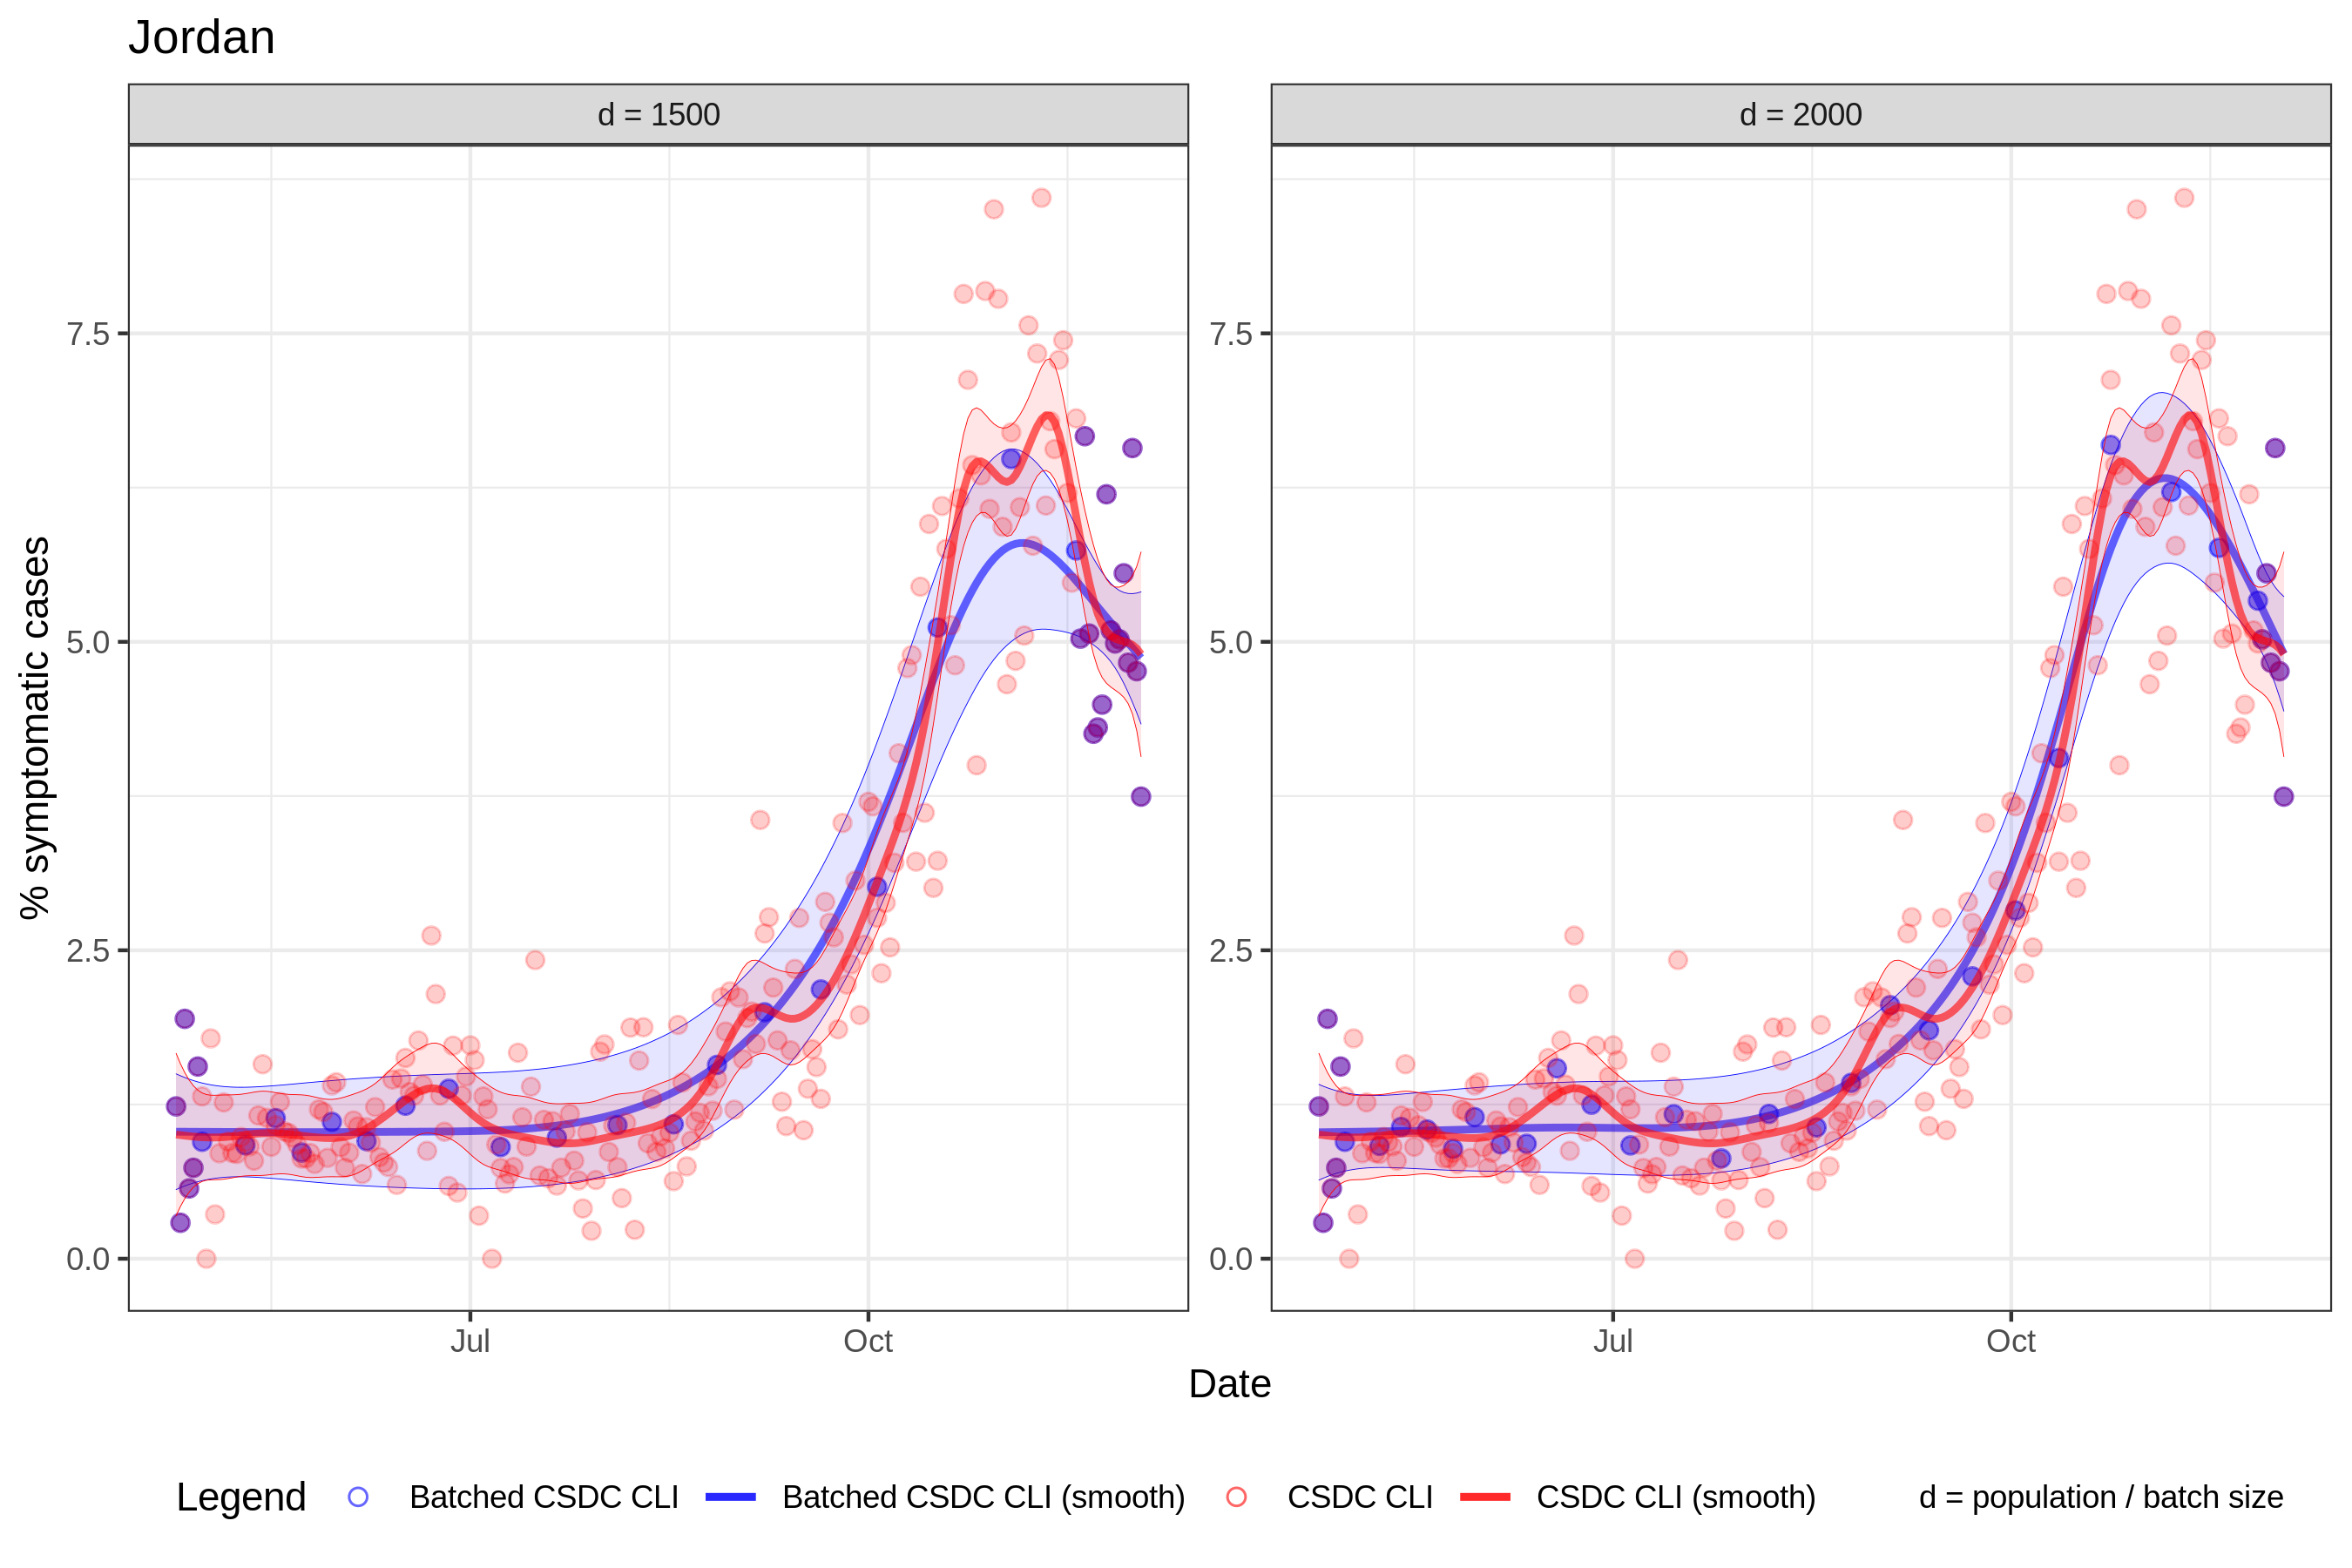 Jordan
d = 1500
d = 2000
% symptomatic cases
7.5
5.0
2.5
0.0
7.5
5.0
2.5
0.0
Jul
Oct
Jul
Oct
Date
Legend Batched CSDC CLI Batched CSDC CLI (smooth) CSDC CLI CSDC CLI (smooth) d = population / batch size